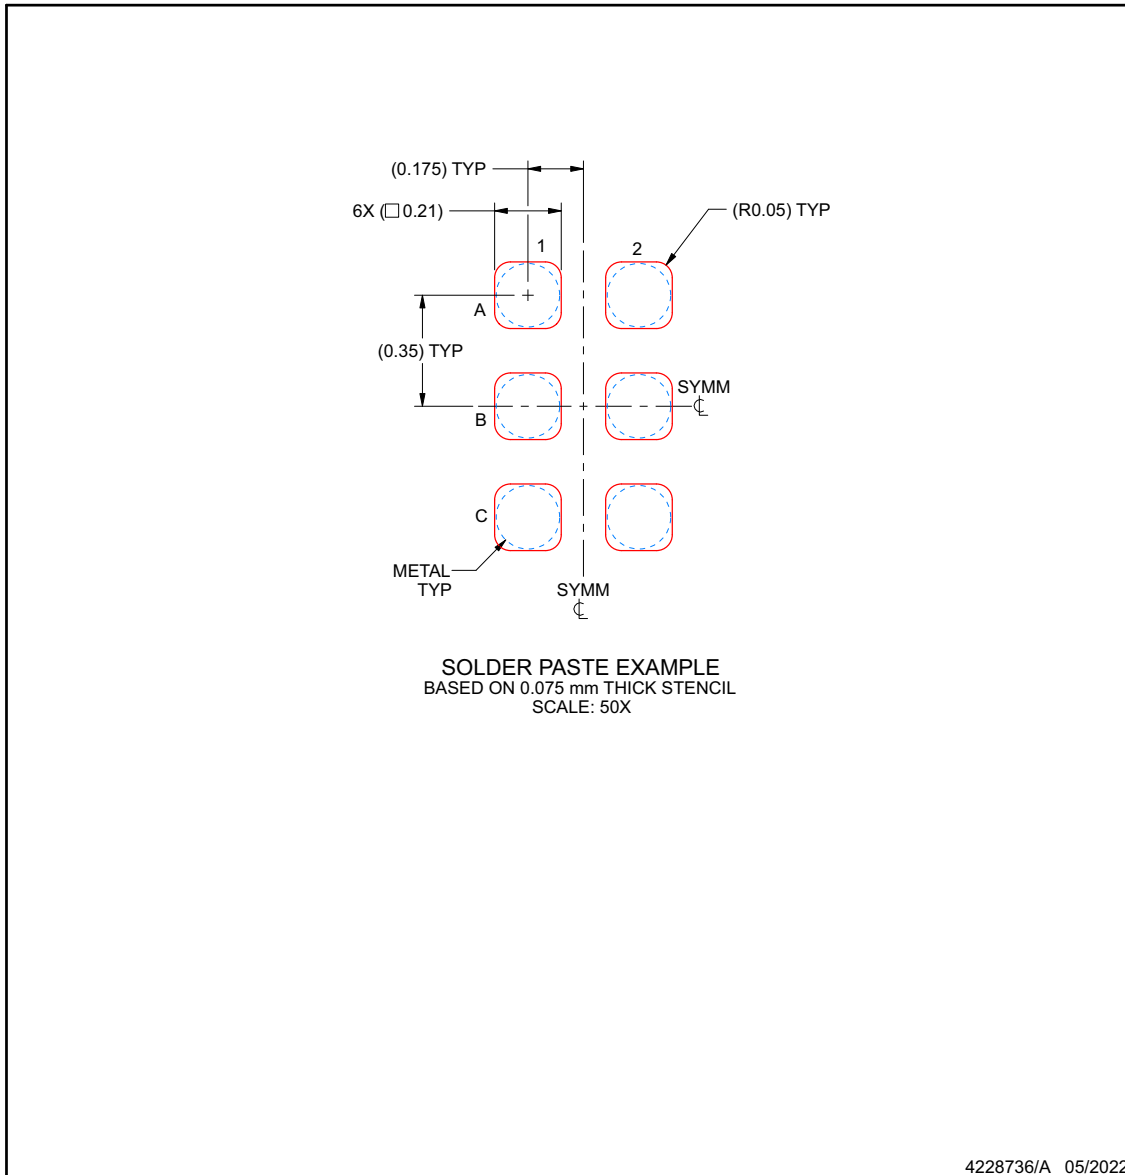 (0.175) TYP
6X (□ 0.21)
(R0.05) TYP
1
2
A
(0.35) TYP
SYMM
℄
B
C
METAL
TYP
SYMM
℄
SOLDER PASTE EXAMPLE
BASED ON 0.075 mm THICK STENCIL
SCALE: 50X
4228736/A 05/2022